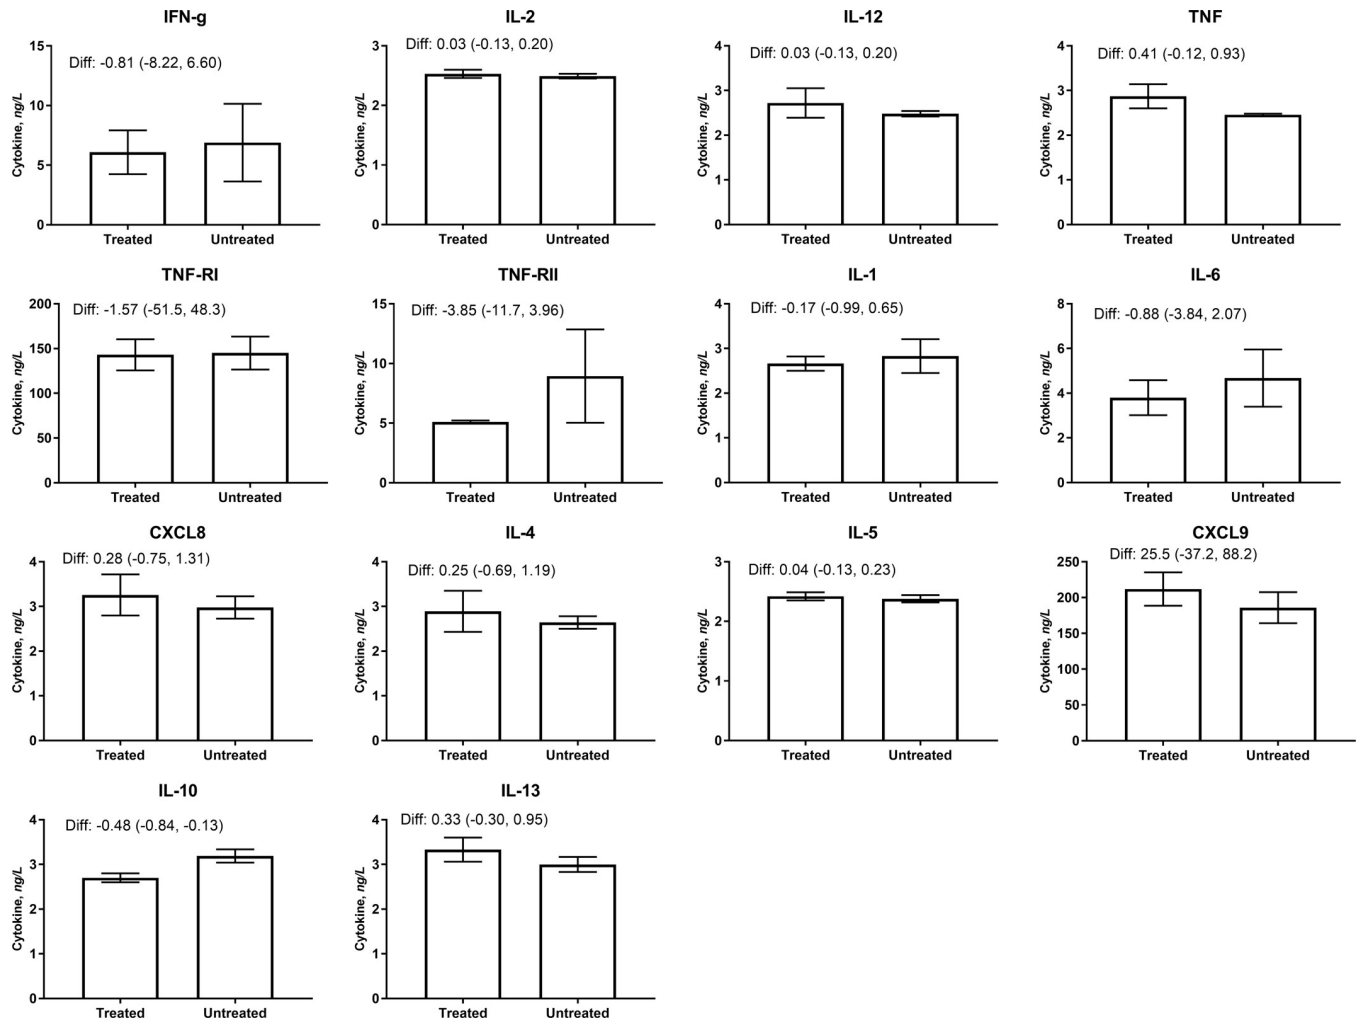 IFN-g
Diff: -0.81 (-8.22, 6.60)
Cytokine, ng/L
15
10
5
0
Treated Untreated
IL-2
Diff: 0.03 (-0.13, 0.20)
Cytokine, ng/L
3
2
1
0
Treated Untreated
IL-12
Diff: 0.03 (-0.13, 0.20)
Cytokine, ng/L
4
3
2
1
0
Treated Untreated
TNF
Diff: 0.41 (-0.12, 0.93)
Cytokine, ng/L
4
3
2
1
0
Treated Untreated
TNF-RI
Diff: -1.57 (-51.5, 48.3)
Cytokine, ng/L
200
150
100
50
0
Treated Untreated
TNF-RII
Diff: -3.85 (-11.7, 3.96)
Cytokine, ng/L
15
10
5
0
Treated Untreated
IL-1
Diff: -0.17 (-0.99, 0.65)
Cytokine, ng/L
4
3
2
1
0
Treated Untreated
IL-6
Diff: -0.88 (-3.84, 2.07)
Cytokine, ng/L
8
6
4
2
0
Treated Untreated
CXCL8
Diff: 0.28 (-0.75, 1.31)
Cytokine, ng/L
4
3
2
1
0
Treated Untreated
IL-4
Diff: 0.25 (-0.69, 1.19)
Cytokine, ng/L
4
3
2
1
0
Treated Untreated
IL-5
Diff: 0.04 (-0.13, 0.23)
Cytokine, ng/L
3
2
1
0
Treated Untreated
CXCL9
Diff: 25.5 (-37.2, 88.2)
Cytokine, ng/L
250
200
150
100
50
0
Treated Untreated
IL-10
Diff: -0.48 (-0.84, -0.13)
Cytokine, ng/L
4
3
2
1
0
Treated Untreated
IL-13
Diff: 0.33 (-0.30, 0.95)
Cytokine, ng/L
4
3
2
1
0
Treated Untreated